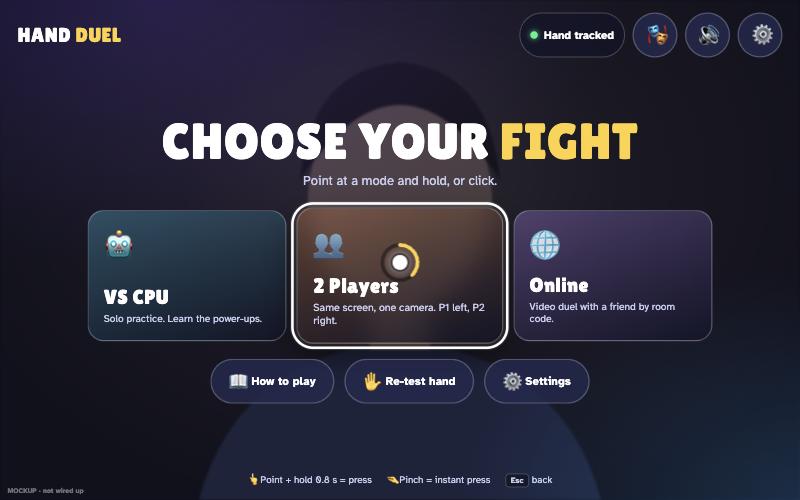 HAND DUEL
Hand tracked
CHOOSE YOUR FIGHT
Point at a mode and hold, or click.
VS CPU
Solo practice. Learn the power-ups.
2 Players
Same screen, one camera. P1 left, P2
right.
Online
Video duel with a friend by room
code.
How to play
Re-test hand
Settings
Point + hold 0.8 s = press
Pinch = instant press
Esc back
MOCKUP · not wired up